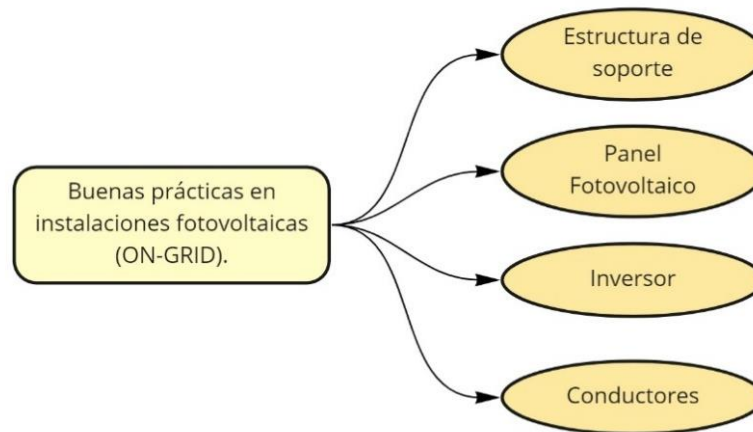 Buenas prácticas en
instalaciones fotovoltaicas
(ON-GRID).
Estructura de
soporte
Panel
Fotovoltaico
Inversor
Conductores